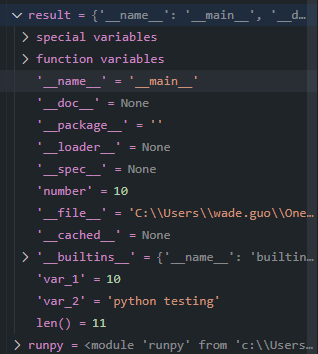 result = {'__name__': '__main__', '__d…
special variables
function variables
'__name__' = '__main__'
'__doc__' = None
'__package__' = ''
'__loader__' = None
'__spec__' = None
'number' = 10
'__file__' = 'C:\\Users\\wade.guo\\One…
'__cached__' = None
'__builtins__' = {'__name__': 'builtin…
'var_1' = 10
'var_2' = 'python testing'
len() = 11
runpy = <module 'runpy' from 'c:\\Users…